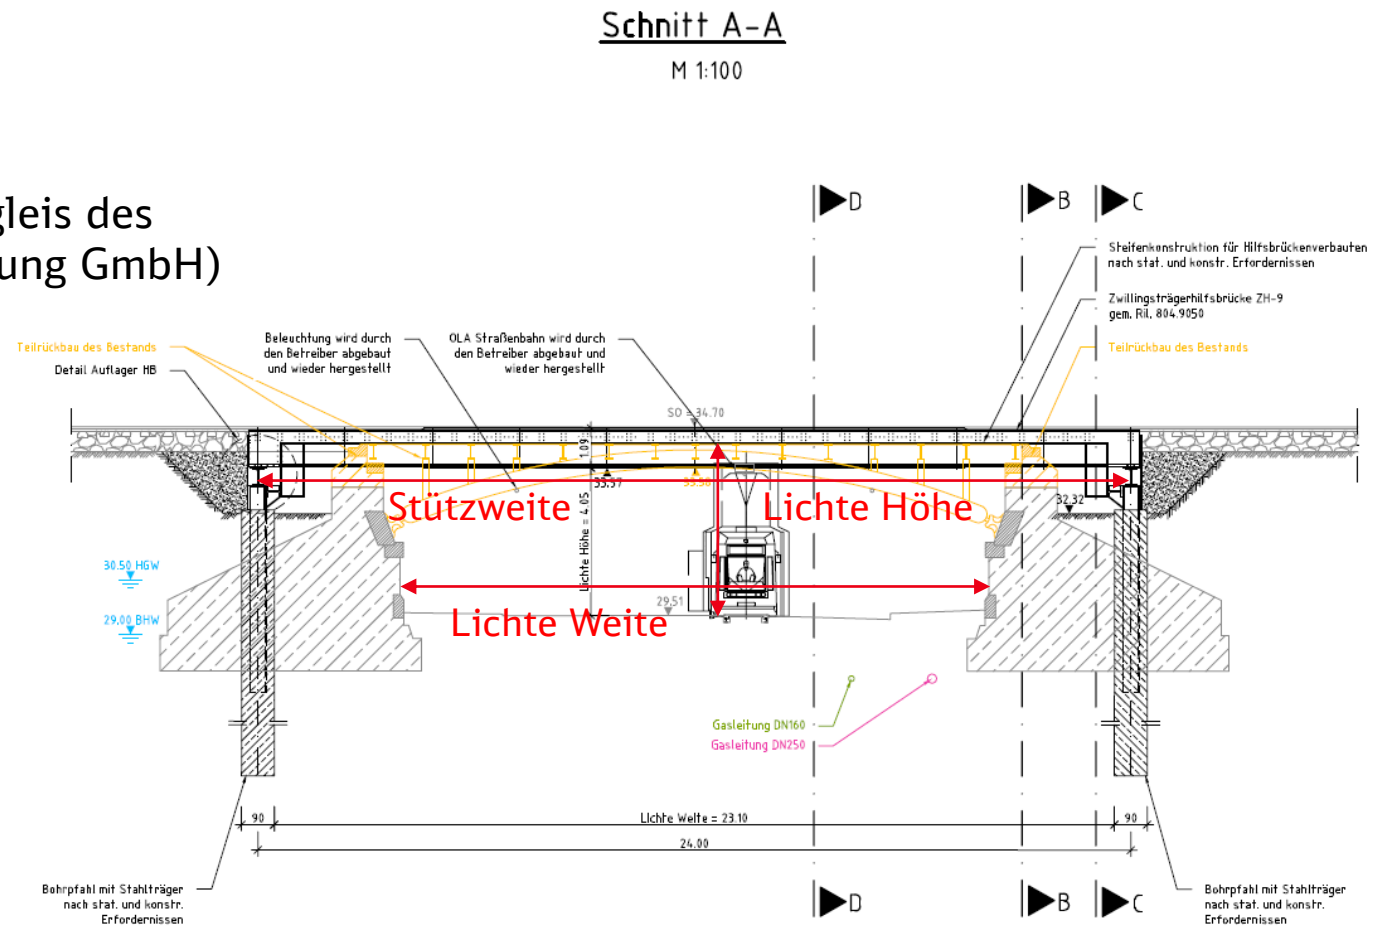 Schnitt A-A
M 1:100
gleis des
ung GmbH)
D
B
C
Steifenkonstruktion für Hilfsbrückenverbauten
nach stat. und konstr. Erfordernissen
Zwillingsträgerhilfsbrücke ZH-9
gem. Ril. 804.9050
Teilrückbau des Bestands
Detail Auflager HB
Beleuchtung wird durch
den Betreiber abgebaut
und wieder hergestellt
OLA Straßenbahn wird durch
den Betreiber abgebaut und
wieder hergestellt
Teilrückbau des Bestands
SO = 34.70
1.09
33.57
Stützweite
Lichte Höhe
32.32
Lichte Höhe = 4.05
30.50 HGW
29.00 BHW
29.51
Lichte Weite
Gasleitung DN160
Gasleitung DN250
90
Lichte Weite = 23.10
90
24.00
Bohrpfahl mit Stahlträger
nach stat. und konstr.
Erfordernissen
D
B
C
Bohrpfahl mit Stahlträger
nach stat. und konstr.
Erfordernissen